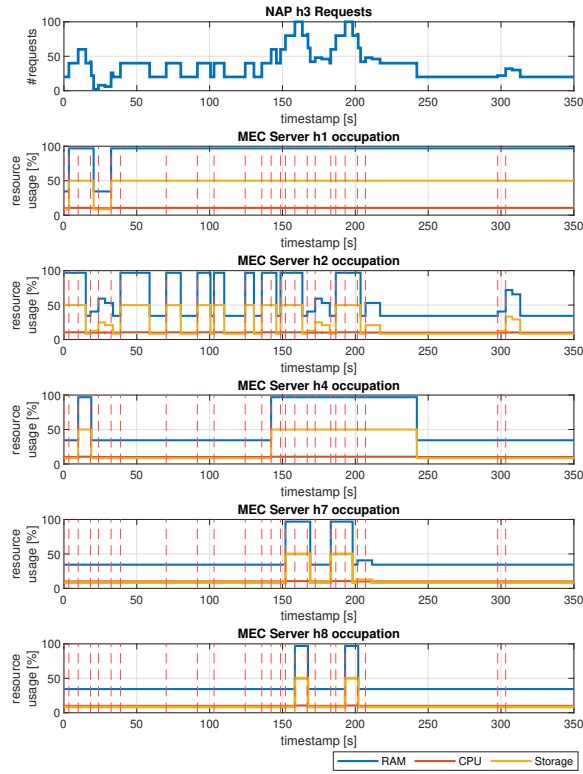 NAP h3 Requests
100
50
0
#requests
0 50 100 150 200 250 300 350
timestamp [s]
MEC Server h1 occupation
100
50
0
resource
usage [%]
0 50 100 150 200 250 300 350
timestamp [s]
MEC Server h2 occupation
100
50
0
resource
usage [%]
0 50 100 150 200 250 300 350
timestamp [s]
MEC Server h4 occupation
100
50
0
resource
usage [%]
0 50 100 150 200 250 300 350
timestamp [s]
MEC Server h7 occupation
100
50
0
resource
usage [%]
0 50 100 150 200 250 300 350
timestamp [s]
MEC Server h8 occupation
100
50
0
resource
usage [%]
0 50 100 150 200 250 300 350
timestamp [s]
RAM CPU Storage